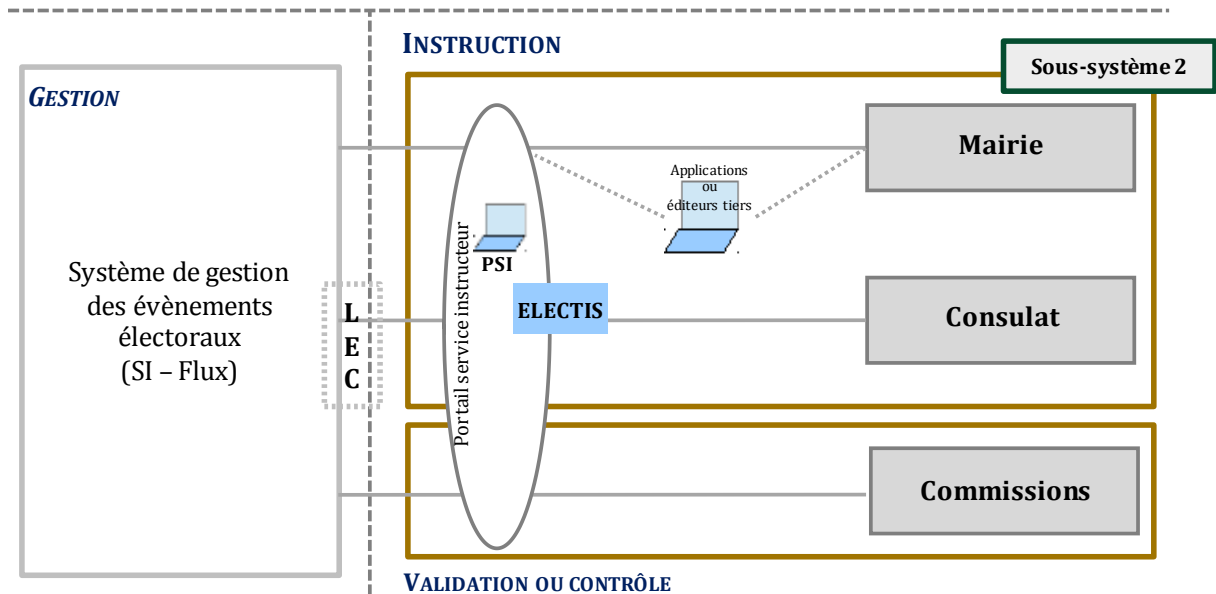 INSTRUCTION
Sous-système 2
GESTION
Mairie
Applications
ou
éditeurs tiers
PSI
Portail service instructeur
Système de gestion
des évènements
électoraux
(SI – Flux)
L
E
C
ELECTIS
Consulat
Commissions
VALIDATION OU CONTRÔLE